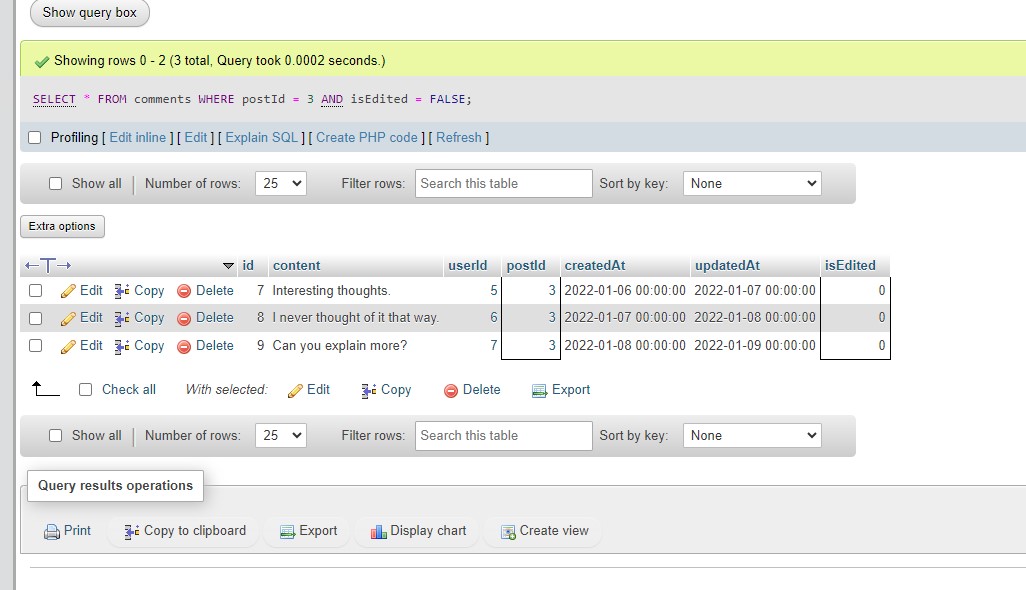 Show query box
Showing rows 0 - 2 (3 total, Query took 0.0002 seconds.)
SELECT * FROM comments WHERE postId = 3 AND isEdited = FALSE;
Profiling [ Edit inline ] [ Edit ] [ Explain SQL ] [ Create PHP code ] [ Refresh ]
Show all Number of rows: 25 Filter rows: Search this table Sort by key: None
Extra options
id content userId postId createdAt updatedAt isEdited
Edit Copy Delete 7 Interesting thoughts. 5 3 2022-01-06 00:00:00 2022-01-07 00:00:00 0
Edit Copy Delete 8 I never thought of it that way. 6 3 2022-01-07 00:00:00 2022-01-08 00:00:00 0
Edit Copy Delete 9 Can you explain more? 7 3 2022-01-08 00:00:00 2022-01-09 00:00:00 0
Check all With selected: Edit Copy Delete Export
Show all Number of rows: 25 Filter rows: Search this table Sort by key: None
Query results operations
Print Copy to clipboard Export Display chart Create view